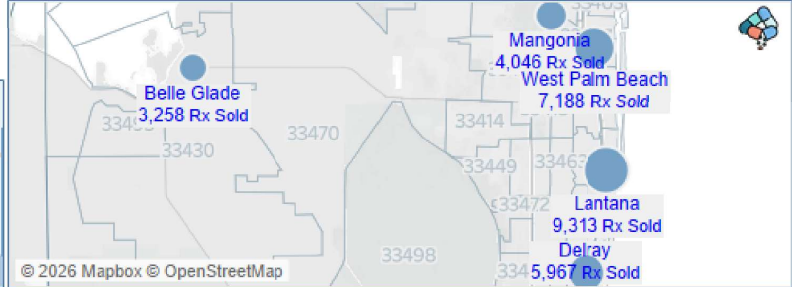 33403
Mangonia
4,046 Rx Sold
West Palm Beach
7,188 Rx Sold
Belle Glade
3,258 Rx Sold
33414
33470
33430
33449
33463
33472
Lantana
9,313 Rx Sold
33498
Delray
5,967 Rx Sold
© 2026 Mapbox © OpenStreetMap